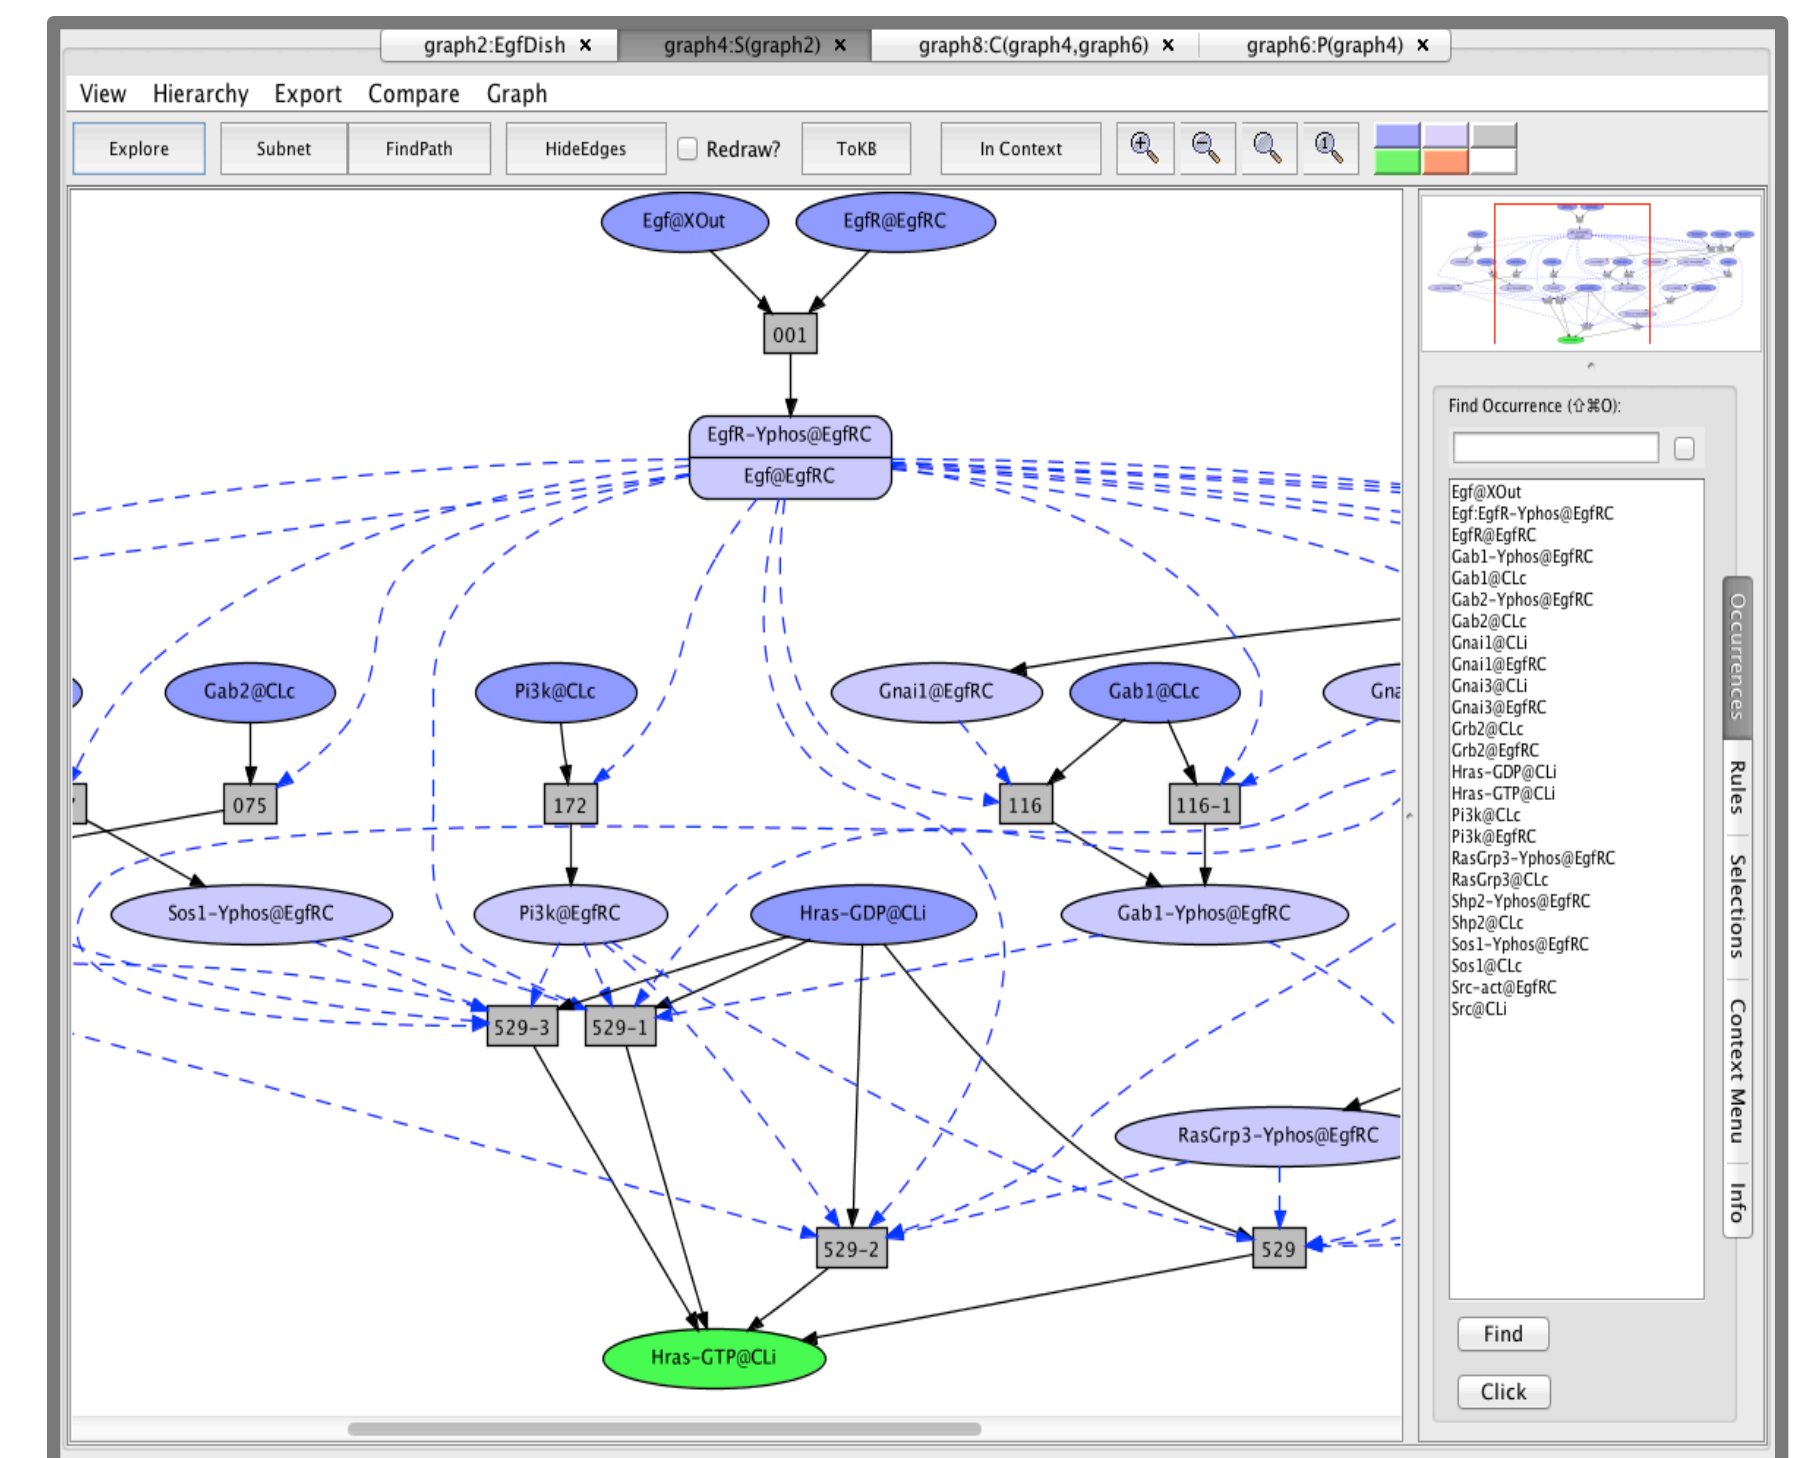 graph2:EgfDish × graph4:S(graph2) × graph8:C(graph4,graph6) × graph6:P(graph4) ×
View Hierarchy Export Compare Graph
Explore Subnet FindPath HideEdges Redraw? ToKB In Context 1
Egf@XOut EgfR@EgfRC
001
EgfR-Yphos@EgfRC
Egf@EgfRC
Gab2@CLc Pi3k@CLc Gnai1@EgfRC Gab1@CLc Gna
075 172 116 116-1
Sos1-Yphos@EgfRC Pi3k@EgfRC Hras-GDP@CLi Gab1-Yphos@EgfRC
529-3 529-1
RasGrp3-Yphos@EgfRC
529-2 529
Hras-GTP@CLi
Find Occurrence (⇧⌘O):
Egf@XOut
Egf:EgfR-Yphos@EgfRC
EgfR@EgfRC
Gab1-Yphos@EgfRC
Gab1@CLc
Gab2-Yphos@EgfRC
Gab2@CLc
Gnai1@CLi
Gnai1@EgfRC
Gnai3@CLi
Gnai3@EgfRC
Grb2@CLc
Grb2@EgfRC
Hras-GDP@CLi
Hras-GTP@CLi
Pi3k@CLc
Pi3k@EgfRC
RasGrp3-Yphos@EgfRC
RasGrp3@CLc
Shp2-Yphos@EgfRC
Shp2@CLc
Sos1-Yphos@EgfRC
Sos1@CLc
Src-act@EgfRC
Src@CLi
Find
Click
Occurrences
Rules
Selections
Context Menu
Info